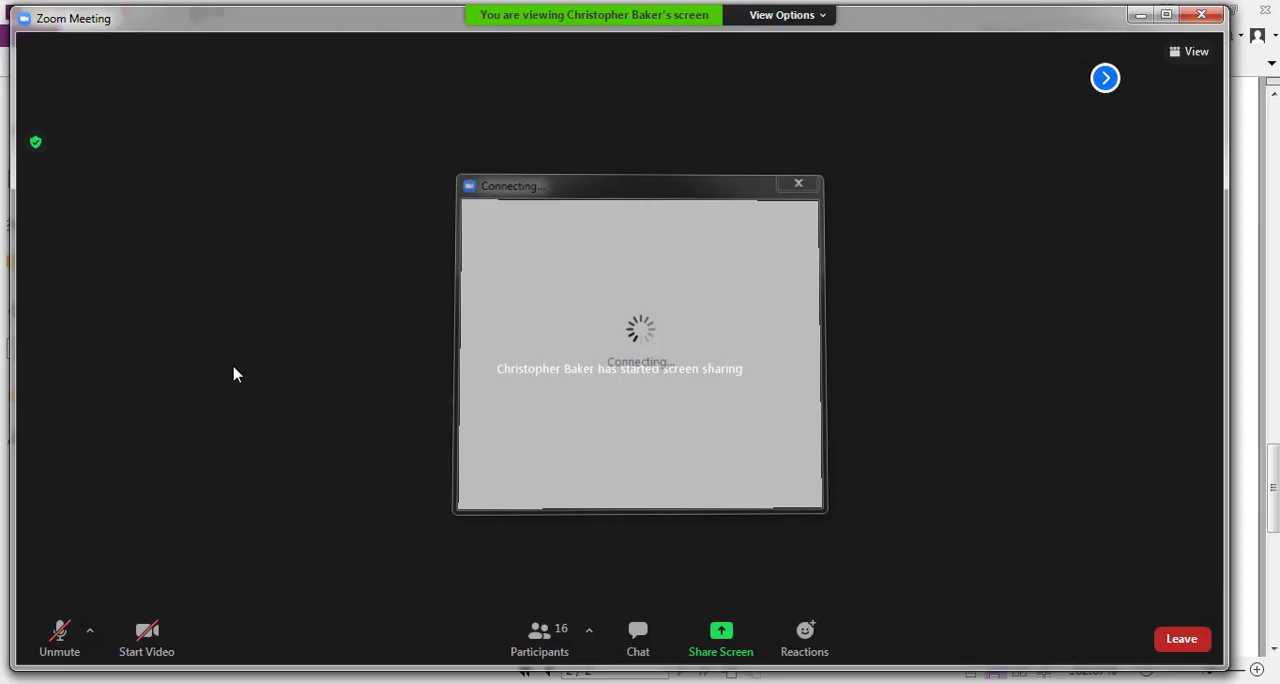 Zoom Meeting
You are viewing Christopher Baker's screen
View Options
View
Connecting...
Connecting...
Christopher Baker has started screen sharing
Unmute
Start Video
16
Participants
Chat
Share Screen
Reactions
Leave